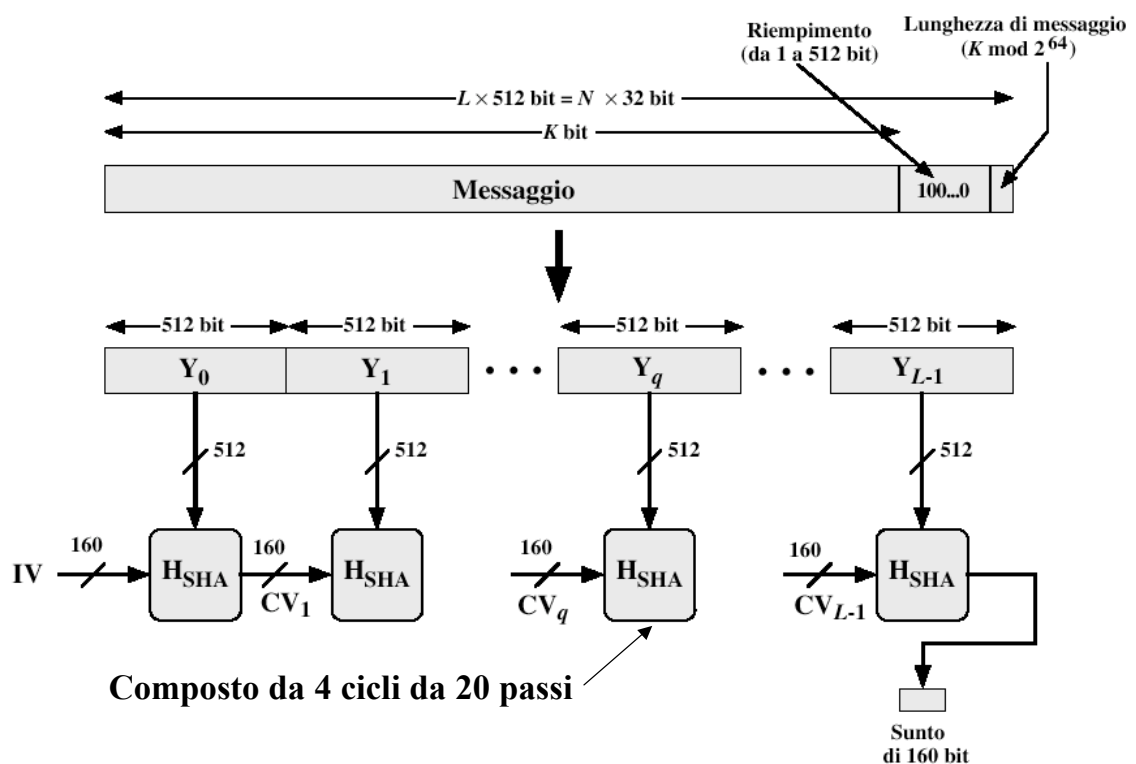 Riempimento
(da 1 a 512 bit)
Lunghezza di messaggio
(K mod 2^64)
L × 512 bit = N × 32 bit
K bit
Messaggio
100...0
512 bit
512 bit
512 bit
512 bit
Y0
Y1
• • •
Yq
• • •
YL-1
512
512
512
512
IV
160
HSHA
160
CV1
HSHA
160
CVq
HSHA
160
CVL-1
HSHA
Composto da 4 cicli da 20 passi
Sunto
di 160 bit